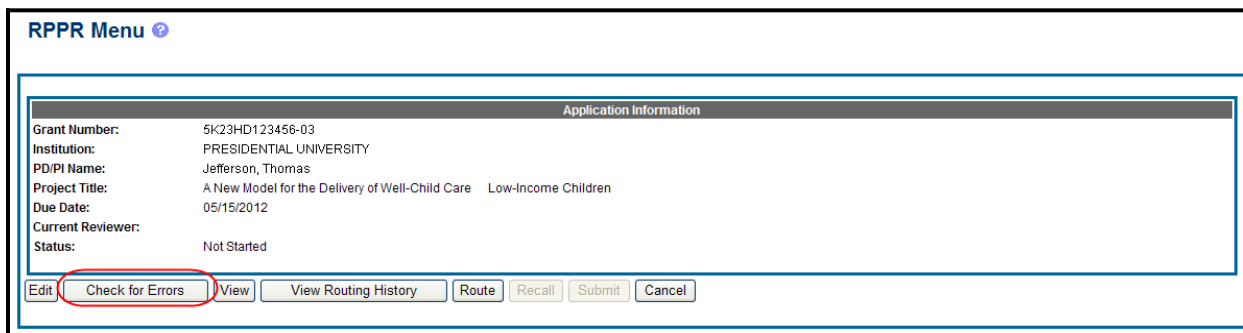 RPPR Menu ?
Application Information
Grant Number: 5K23HD123456-03
Institution: PRESIDENTIAL UNIVERSITY
PD/PI Name: Jefferson, Thomas
Project Title: A New Model for the Delivery of Well-Child Care Low-Income Children
Due Date: 05/15/2012
Current Reviewer:
Status: Not Started
Edit Check for Errors View View Routing History Route Recall Submit Cancel